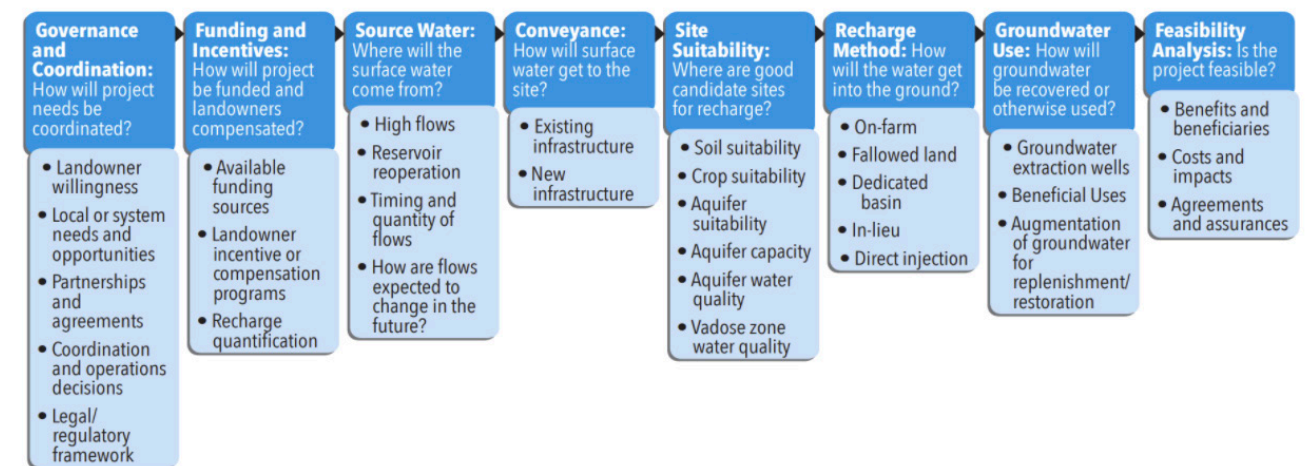 Governance
and
Coordination:
How will project
needs be
coordinated?
• Landowner
willingness
• Local or system
needs and
opportunities
• Partnerships
and
agreements
• Coordination
and operations
decisions
• Legal/
regulatory
framework
Funding and
Incentives:
How will project
be funded and
landowners
compensated?
• Available
funding
sources
• Landowner
incentive or
compensation
programs
• Recharge
quantification
Source Water:
Where will the
surface water
come from?
• High flows
• Reservoir
reoperation
• Timing and
quantity of
flows
• How are flows
expected to
change in the
future?
Conveyance:
How will surface
water get to the
site?
• Existing
infrastructure
• New
infrastructure
Site
Suitability:
Where are good
candidate sites
for recharge?
• Soil suitability
• Crop suitability
• Aquifer
suitability
• Aquifer capacity
• Aquifer water
quality
• Vadose zone
water quality
Recharge
Method: How
will the water get
into the ground?
• On-farm
• Fallowed land
• Dedicated
basin
• In-lieu
• Direct injection
Groundwater
Use: How will
groundwater
be recovered or
otherwise used?
• Groundwater
extraction wells
• Beneficial Uses
• Augmentation
of groundwater
for
replenishment/
restoration
Feasibility
Analysis: Is the
project feasible?
• Benefits and
beneficiaries
• Costs and
impacts
• Agreements
and assurances